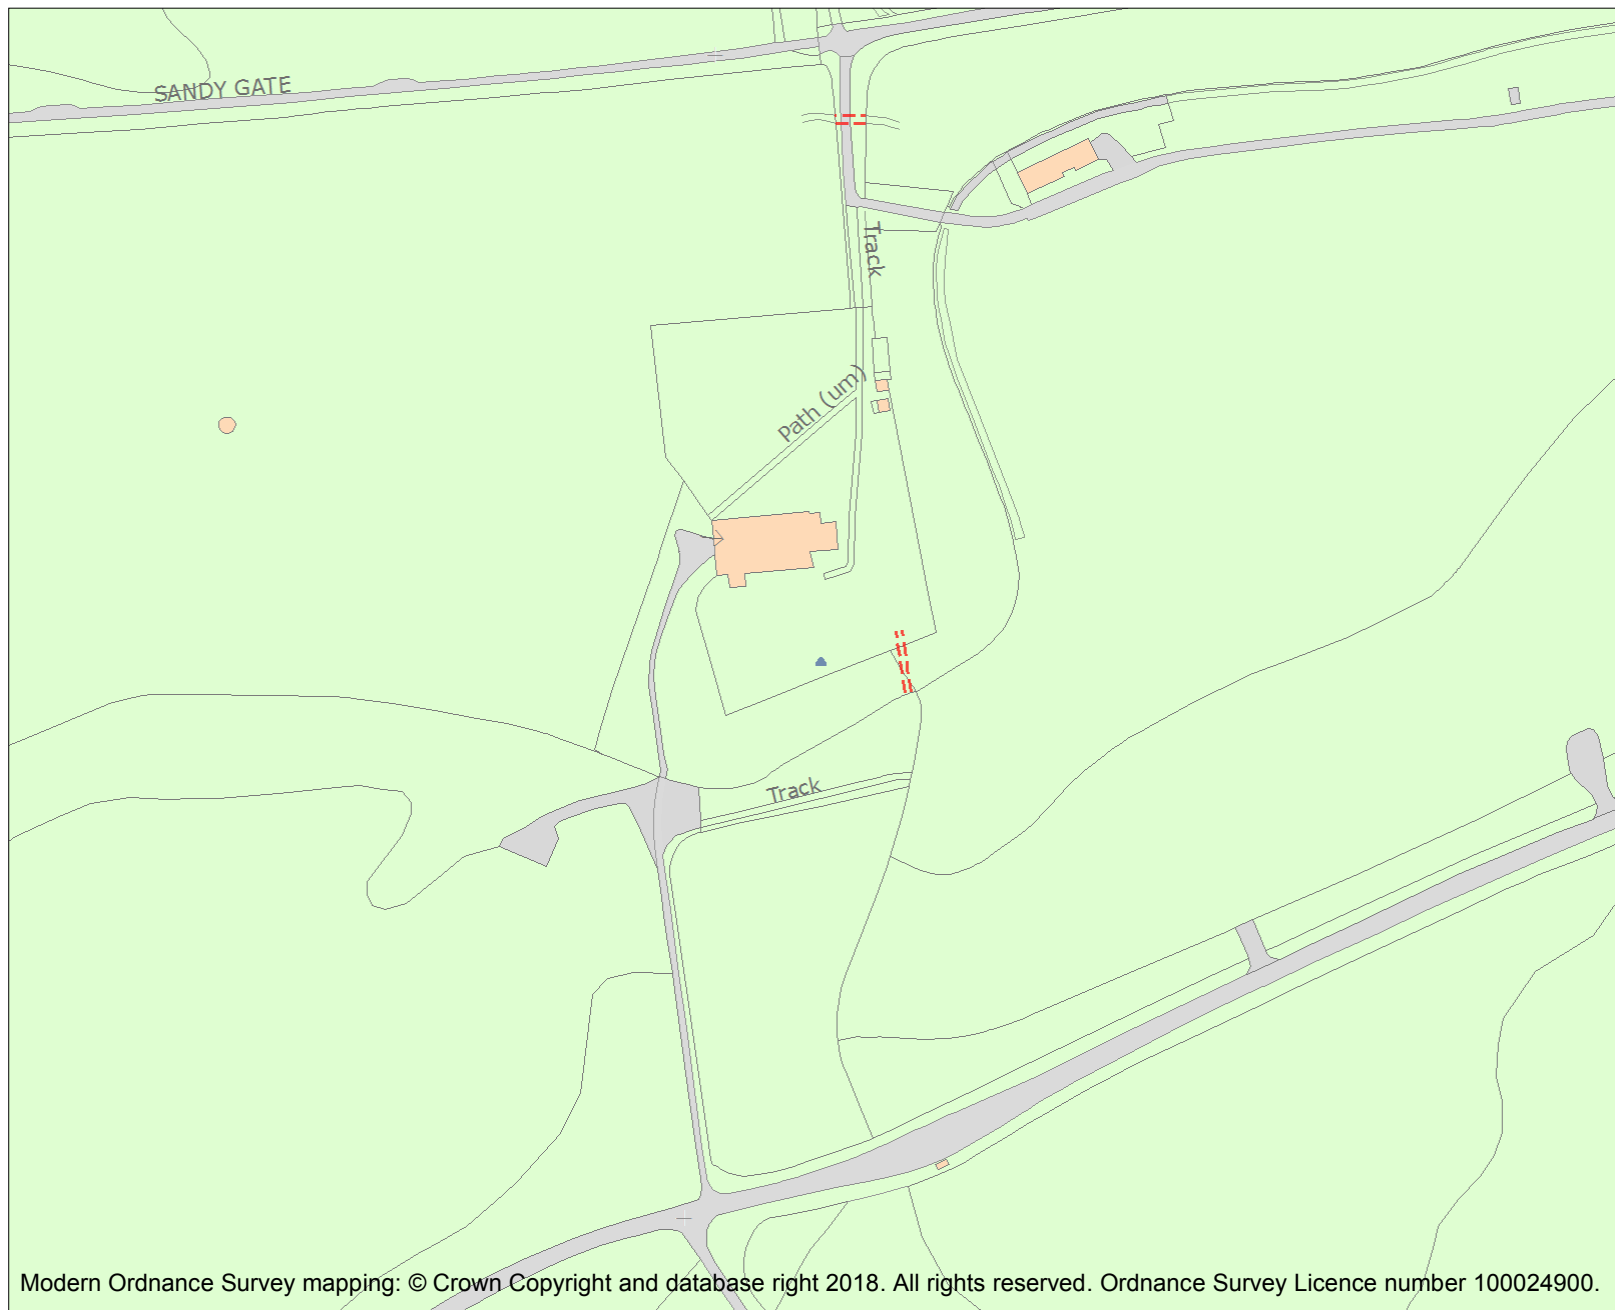 SANDY GATE
Track
Path (um)
Track
Modern Ordnance Survey mapping: © Crown Copyright and database right 2018. All rights reserved. Ordnance Survey Licence number 100024900.